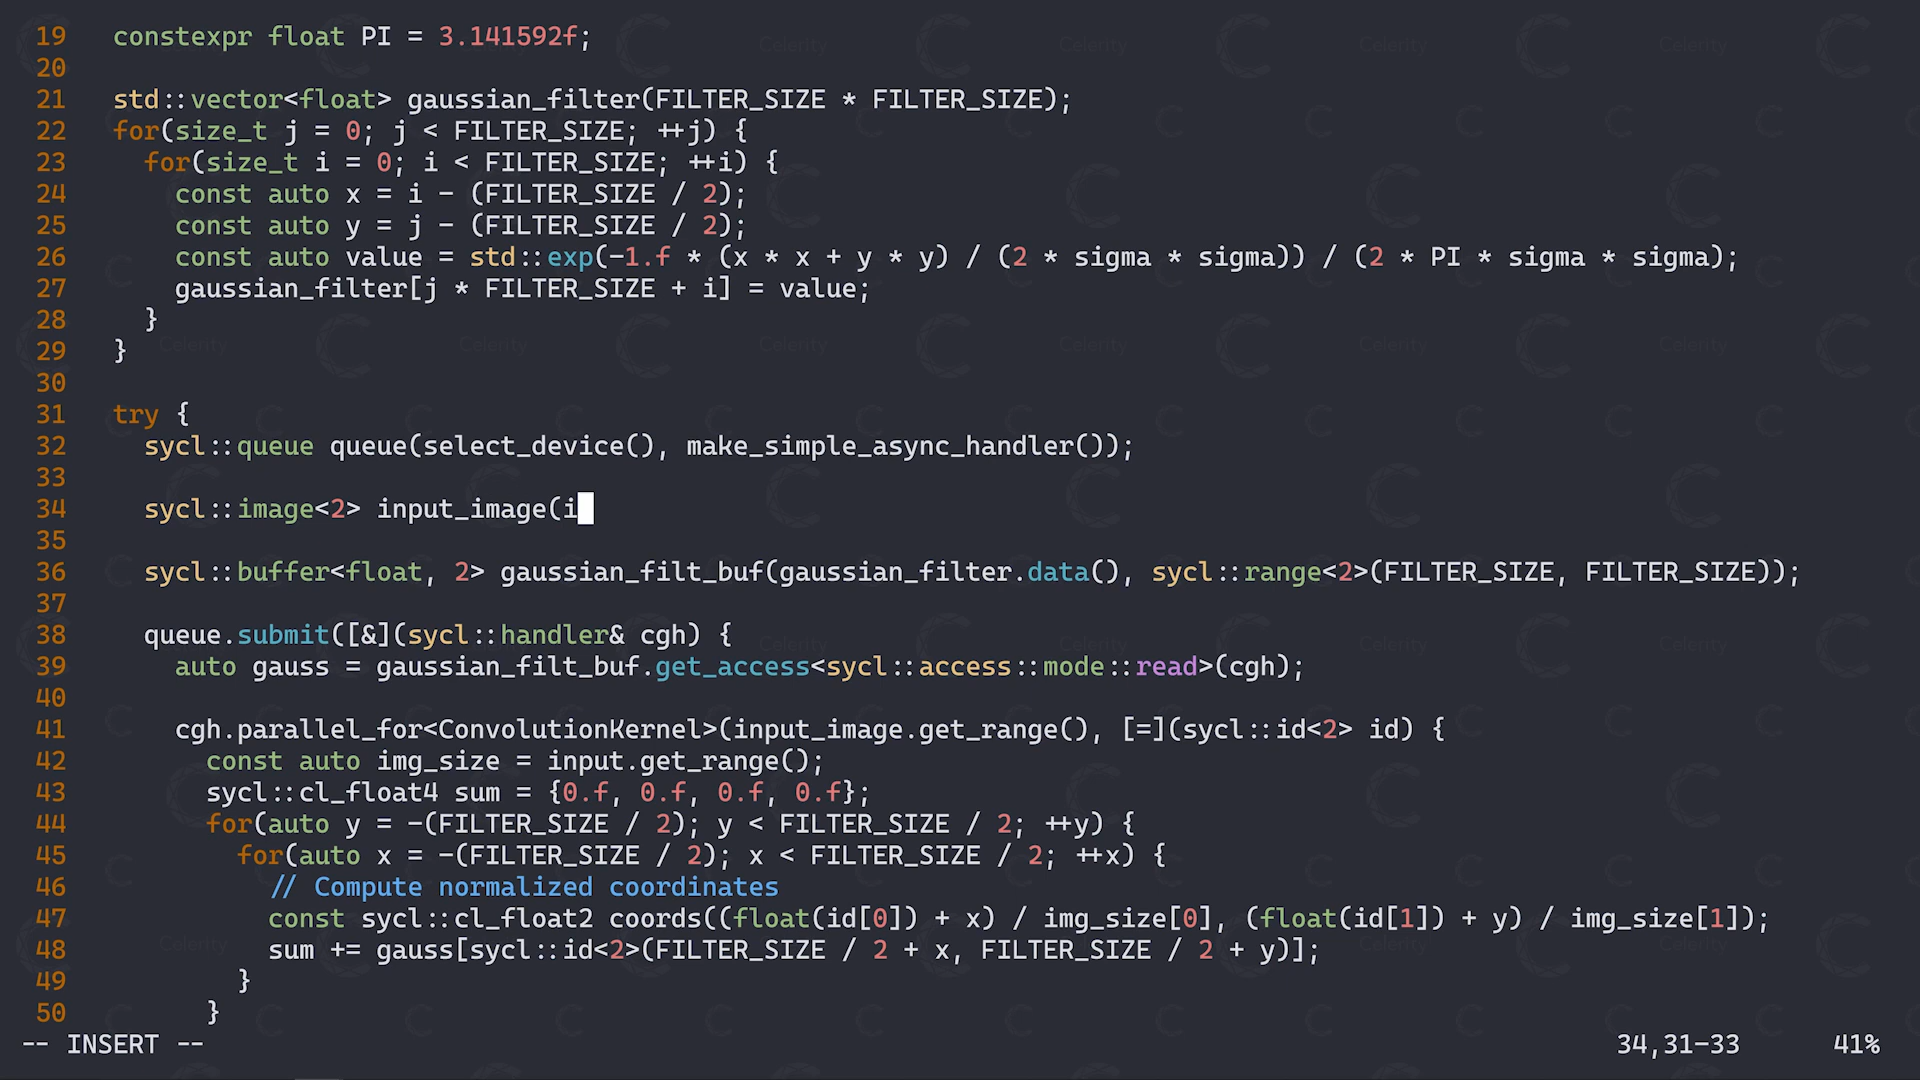 19 constexpr float PI = 3.141592f;
20
21 std::vector<float> gaussian_filter(FILTER_SIZE * FILTER_SIZE);
22 for(size_t j = 0; j < FILTER_SIZE; ++j) {
23 for(size_t i = 0; i < FILTER_SIZE; ++i) {
24 const auto x = i - (FILTER_SIZE / 2);
25 const auto y = j - (FILTER_SIZE / 2);
26 const auto value = std::exp(-1.f * (x * x + y * y) / (2 * sigma * sigma)) / (2 * PI * sigma * sigma);
27 gaussian_filter[j * FILTER_SIZE + i] = value;
28 }
29 }
30
31 try {
32 sycl::queue queue(select_device(), make_simple_async_handler());
33
34 sycl::image<2> input_image(i
35
36 sycl::buffer<float, 2> gaussian_filt_buf(gaussian_filter.data(), sycl::range<2>(FILTER_SIZE, FILTER_SIZE));
37
38 queue.submit([&](sycl::handler& cgh) {
39 auto gauss = gaussian_filt_buf.get_access<sycl::access::mode::read>(cgh);
40
41 cgh.parallel_for<ConvolutionKernel>(input_image.get_range(), [=](sycl::id<2> id) {
42 const auto img_size = input.get_range();
43 sycl::cl_float4 sum = {0.f, 0.f, 0.f, 0.f};
44 for(auto y = -(FILTER_SIZE / 2); y < FILTER_SIZE / 2; ++y) {
45 for(auto x = -(FILTER_SIZE / 2); x < FILTER_SIZE / 2; ++x) {
46 // Compute normalized coordinates
47 const sycl::cl_float2 coords((float(id[0]) + x) / img_size[0], (float(id[1]) + y) / img_size[1]);
48 sum += gauss[sycl::id<2>(FILTER_SIZE / 2 + x, FILTER_SIZE / 2 + y)];
49 }
50 }
-- INSERT -- 34,31-33 41%